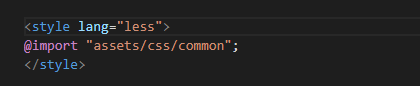 <style lang="less">
@import "assets/css/common";
</style>